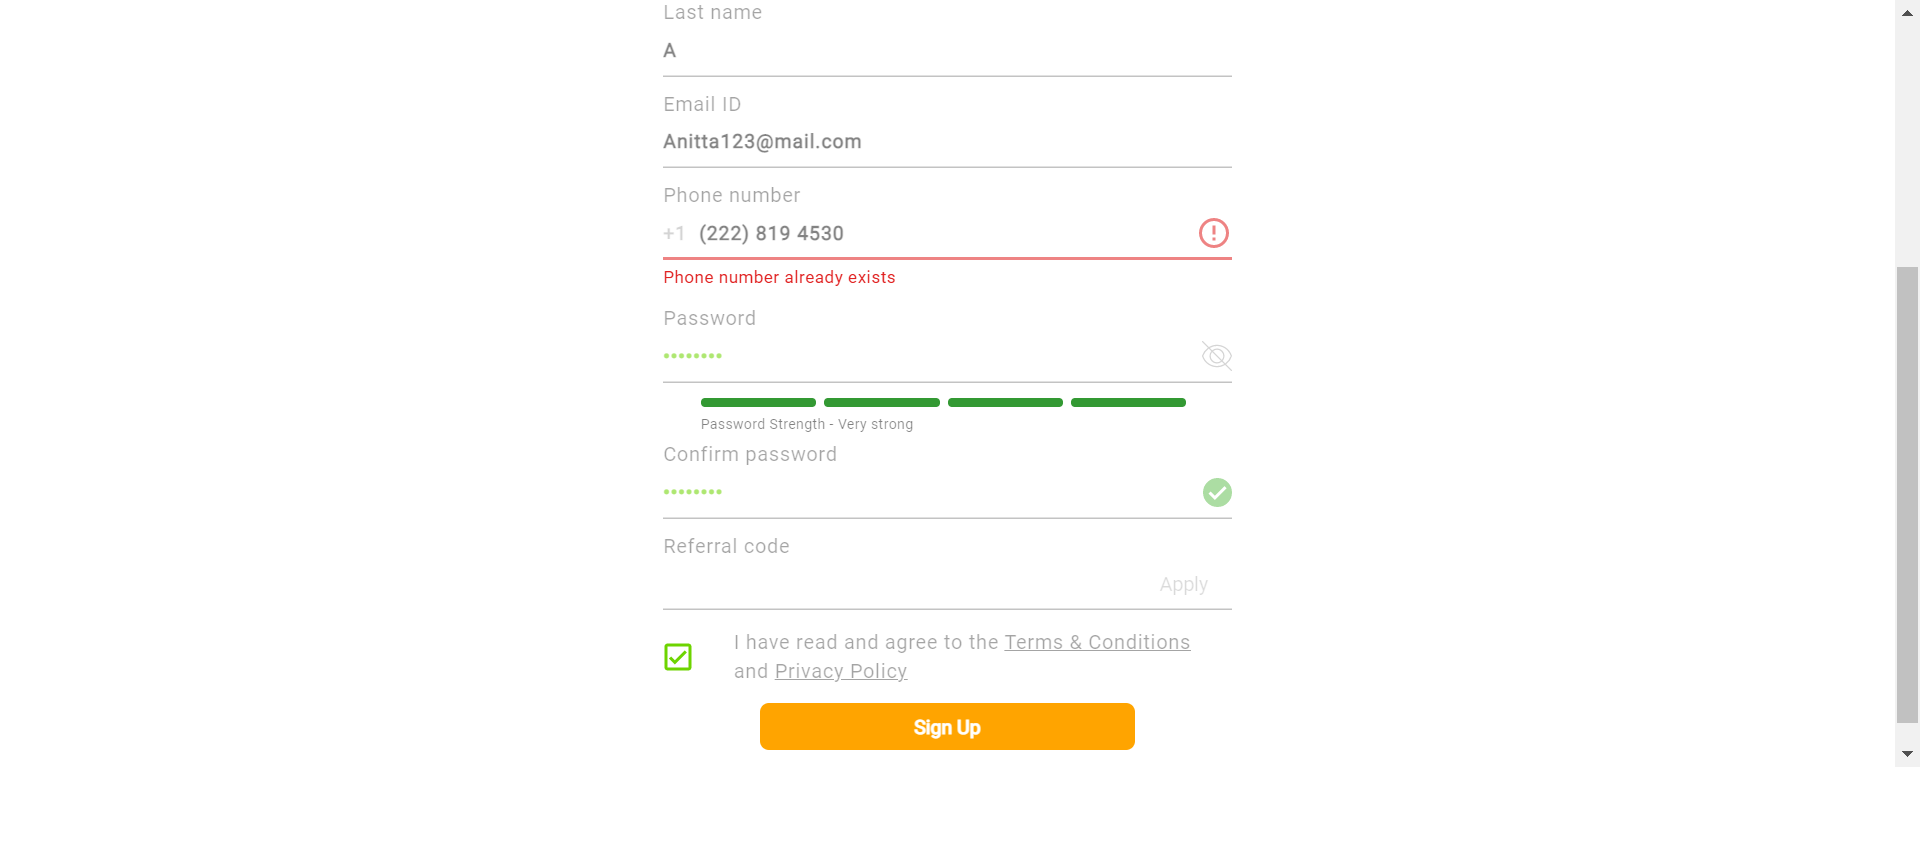 Last name
A
Email ID
Anitta123@mail.com
Phone number
+1 (222) 819 4530
Phone number already exists
Password
••••••••
Password Strength - Very strong
Confirm password
••••••••
Referral code
Apply
I have read and agree to the Terms & Conditions
and Privacy Policy
Sign Up